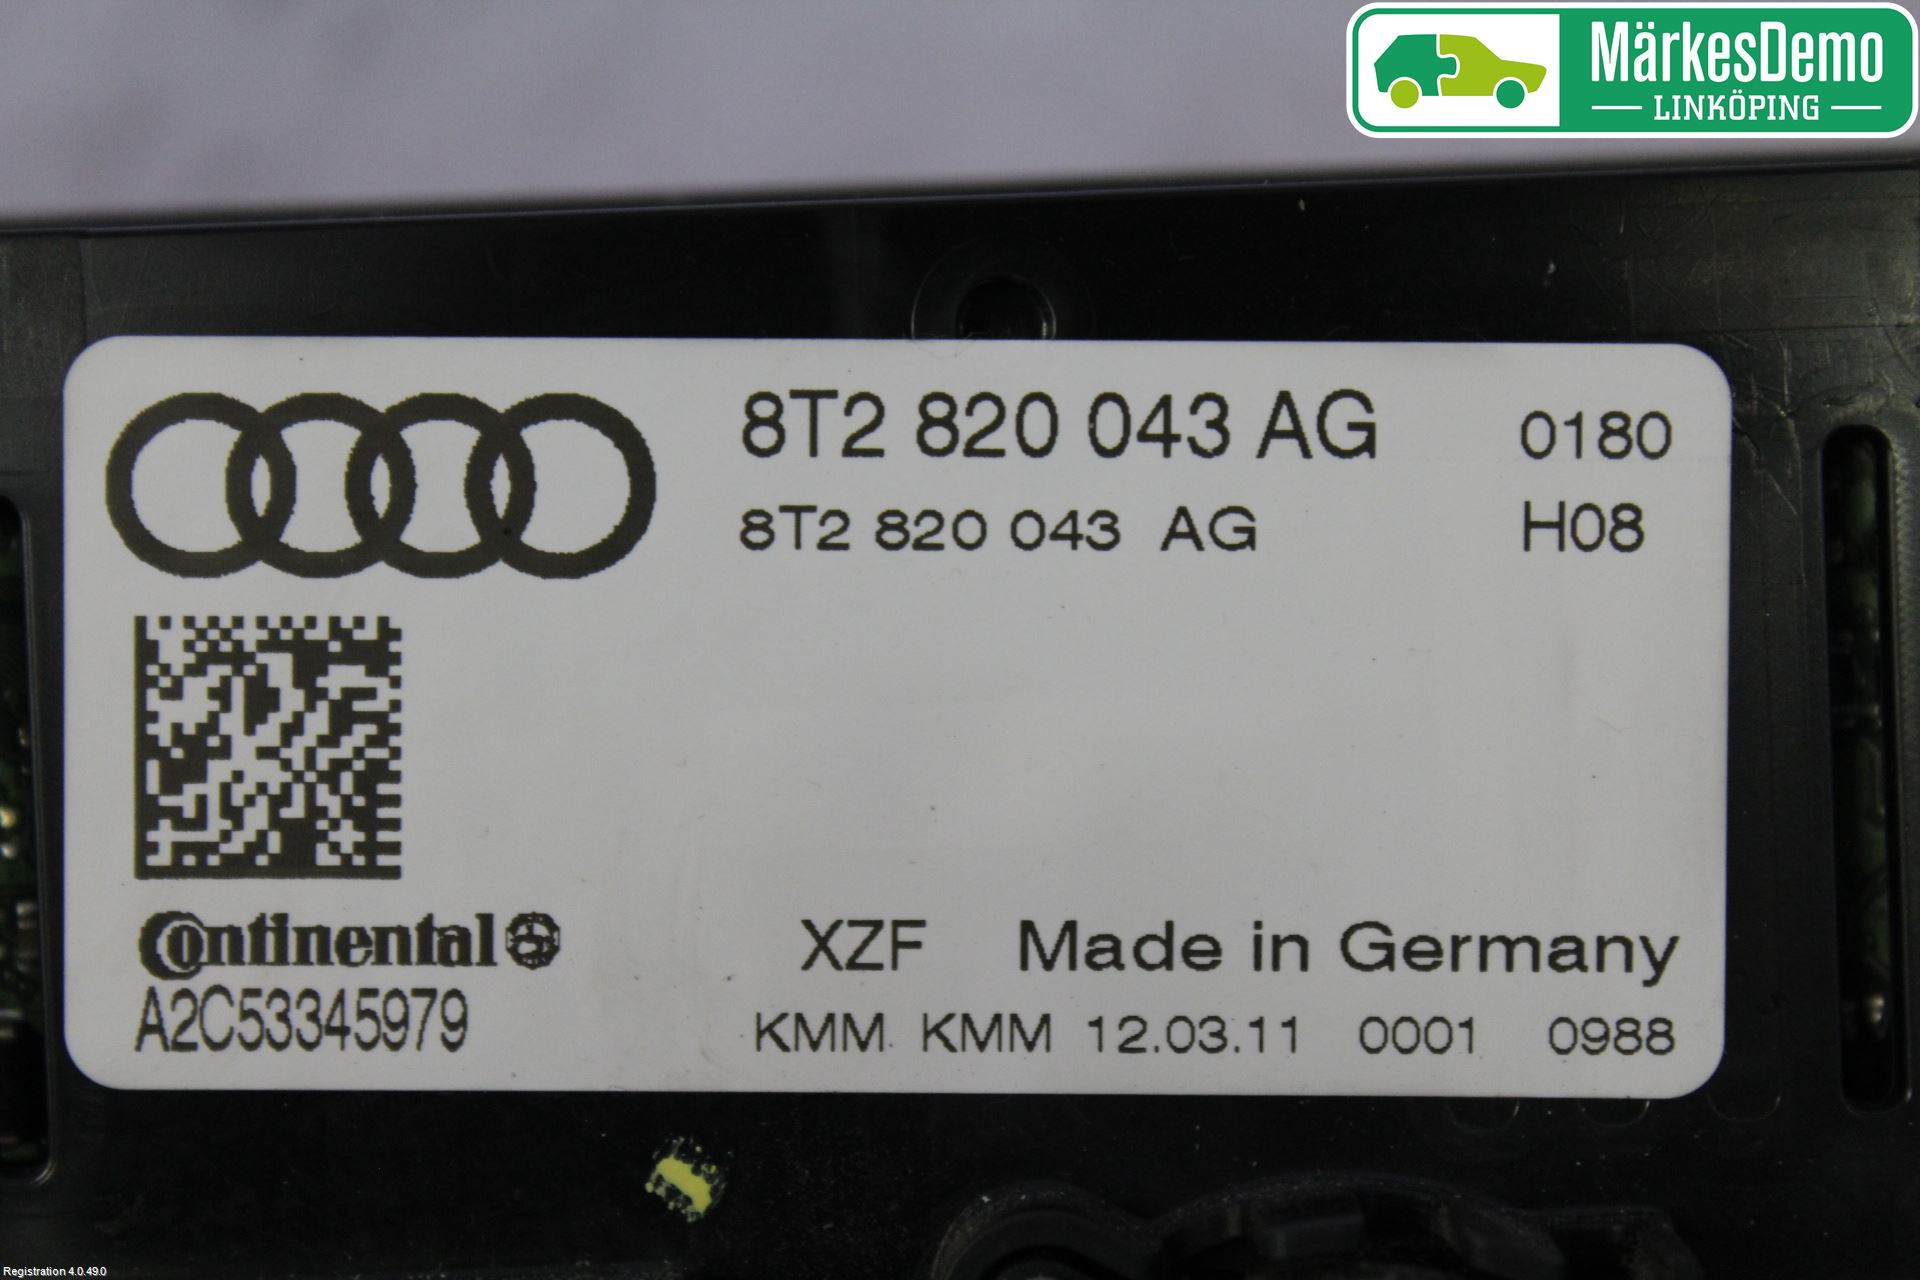 MärkesDemo
LINKÖPING
8T2 820 043 AG 0180
8T2 820 043 AG H08
Continental
A2C53345979
XZF Made in Germany
KMM KMM 12.03.11 0001 0988
Registration 4.0.49.0